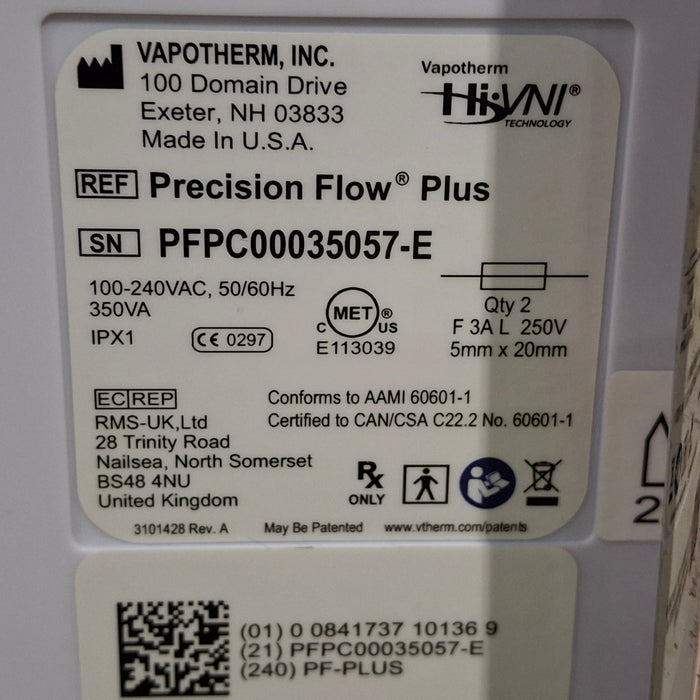 VAPOTHERM, INC.
100 Domain Drive
Exeter, NH 03833
Made In U.S.A.
Vapotherm
Hi-VNI®
TECHNOLOGY
REF Precision Flow® Plus
SN PFPC00035057-E
100-240VAC, 50/60Hz
350VA
IPX1
CE 0297
C MET ® US
E113039
Qty 2
F 3A L 250V
5mm x 20mm
EC REP
RMS-UK,Ltd
28 Trinity Road
Nailsea, North Somerset
BS48 4NU
United Kingdom
Conforms to AAMI 60601-1
Certified to CAN/CSA C22.2 No. 60601-1
Rx
ONLY
3101428 Rev. A May Be Patented www.vtherm.com/patents
2
(01) 0 0841737 10136 9
(21) PFPC00035057-E
(240) PF-PLUS